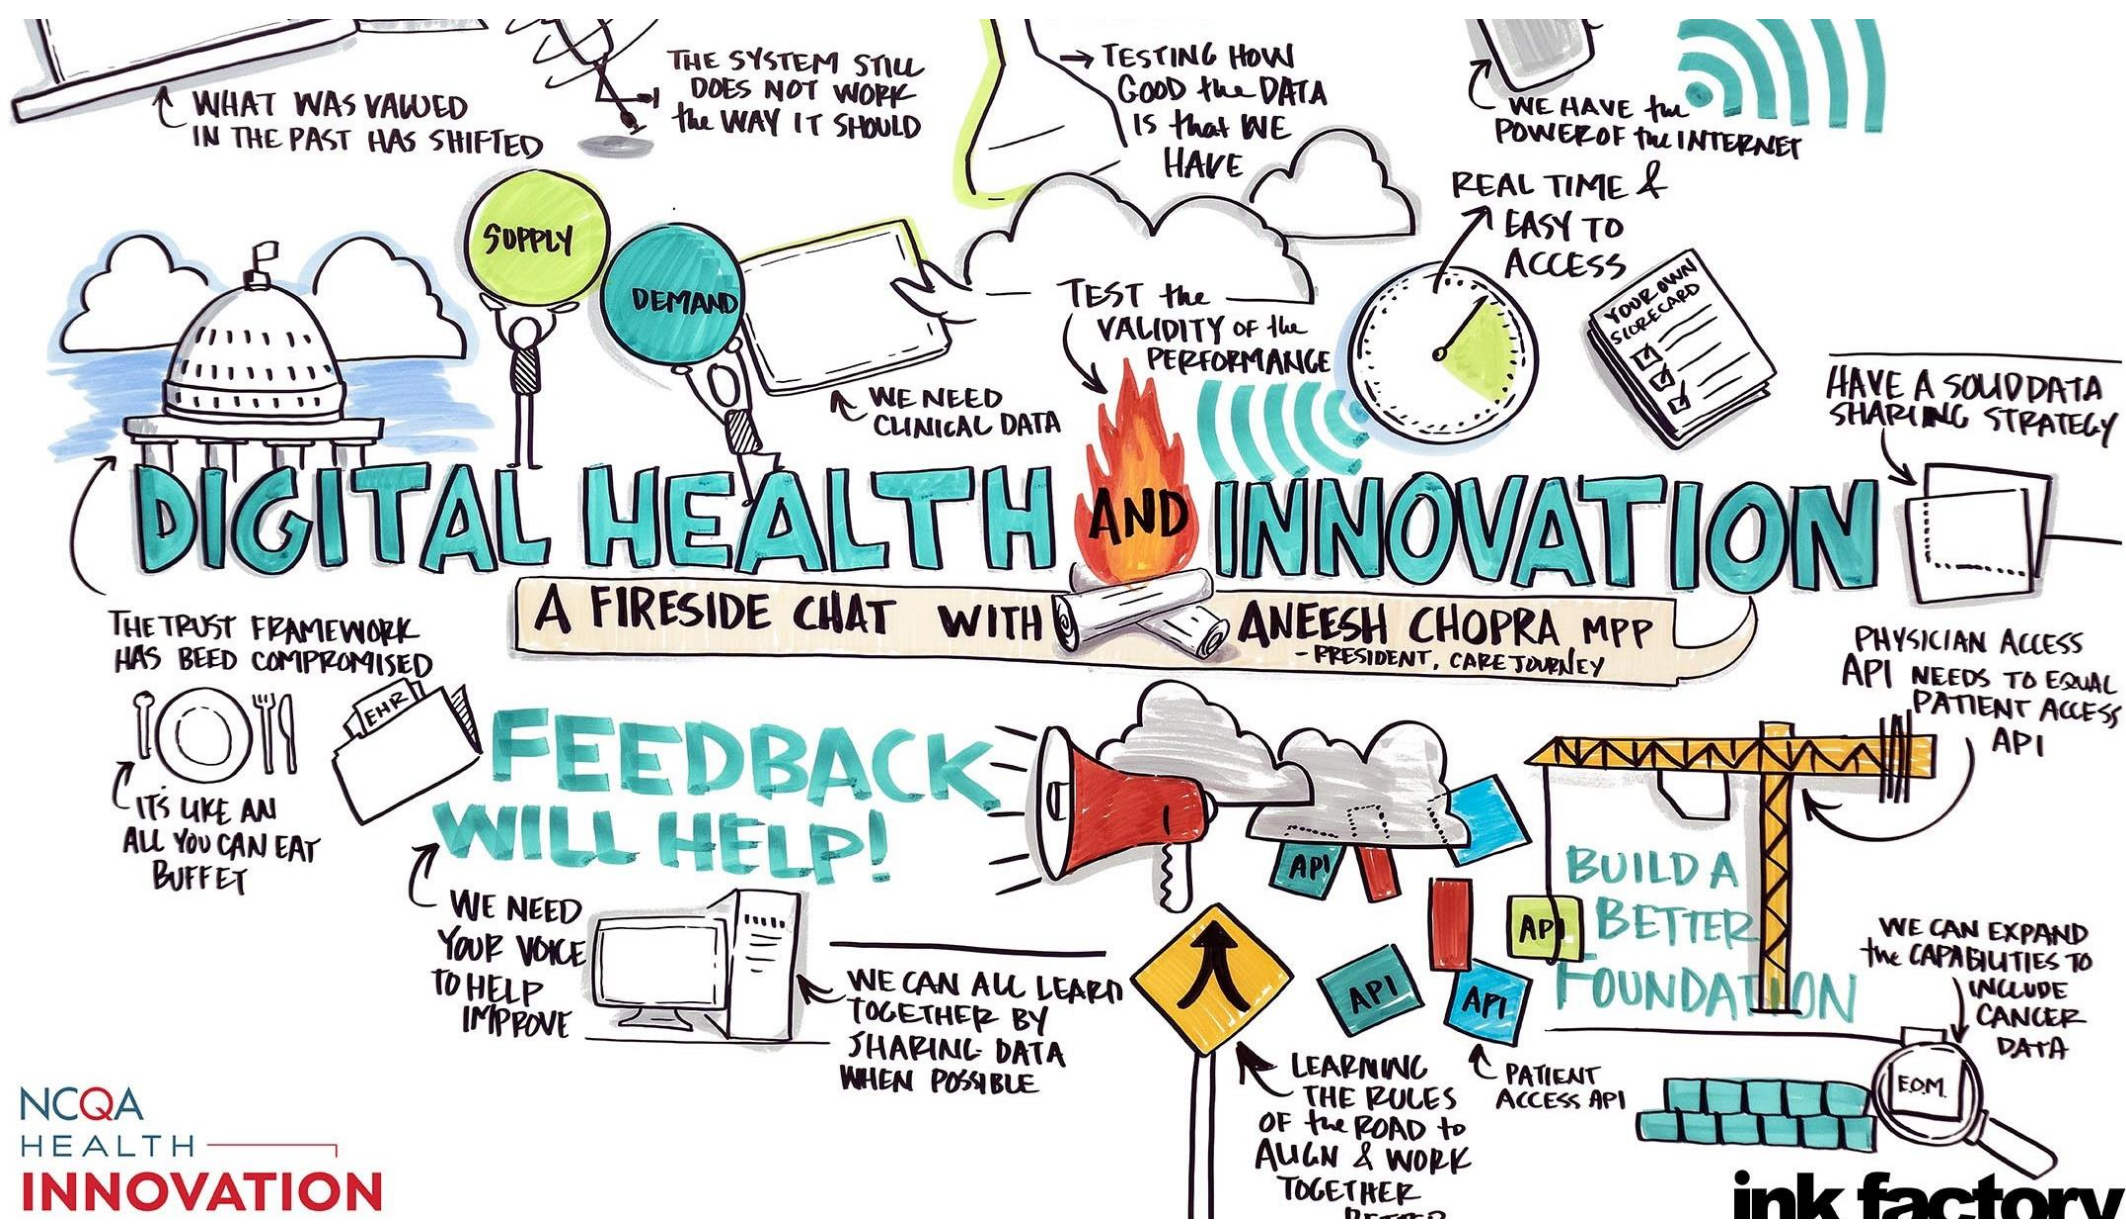 WHAT WAS VALUED
IN THE PAST HAS SHIFTED
THE SYSTEM STILL
DOES NOT WORK
the WAY IT SHOULD
TESTING HOW
GOOD the DATA
IS that WE
HAVE
WE HAVE the
POWER OF the INTERNET
REAL TIME &
EASY TO
ACCESS
SUPPLY
DEMAND
WE NEED
CLINICAL DATA
TEST the
VALIDITY OF the
PERFORMANCE
YOUR OWN
SCORECARD
HAVE A SOLID DATA
SHARING STRATEGY
DIGITAL HEALTH AND INNOVATION
A FIRESIDE CHAT WITH ANEESH CHOPRA MPP
- PRESIDENT, CARE JOURNEY
THE TRUST FRAMEWORK
HAS BEED COMPROMISED
EHR
IT'S LIKE AN
ALL YOU CAN EAT
BUFFET
FEEDBACK
WILL HELP!
WE NEED
YOUR VOICE
TO HELP
IMPROVE
WE CAN ALL LEARN
TOGETHER BY
SHARING DATA
WHEN POSSIBLE
API
API
API
API
LEARNING
THE RULES
OF the ROAD to
ALIGN & WORK
TOGETHER
BETTER
PATIENT
ACCESS API
PHYSICIAN ACCESS
API NEEDS TO EQUAL
PATIENT ACCESS
API
BUILD A
BETTER
FOUNDATION
WE CAN EXPAND
the CAPABILITIES TO
INCLUDE
CANCER
DATA
E.O.M.
NCQA
HEALTH
INNOVATION
ink factory